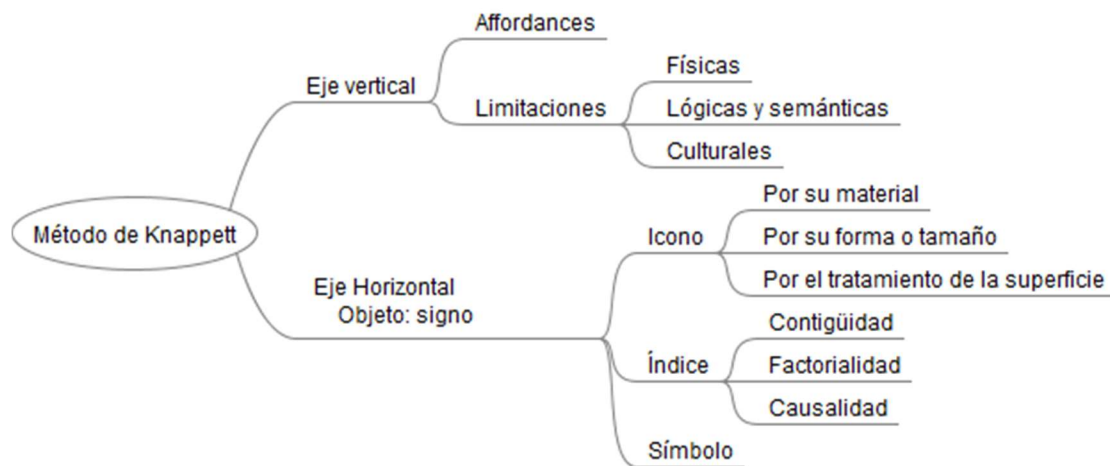 Método de Knappett
Eje vertical
Affordances
Limitaciones
Físicas
Lógicas y semánticas
Culturales
Eje Horizontal
Objeto: signo
Icono
Por su material
Por su forma o tamaño
Por el tratamiento de la superficie
Índice
Contigüidad
Factorialidad
Causalidad
Símbolo